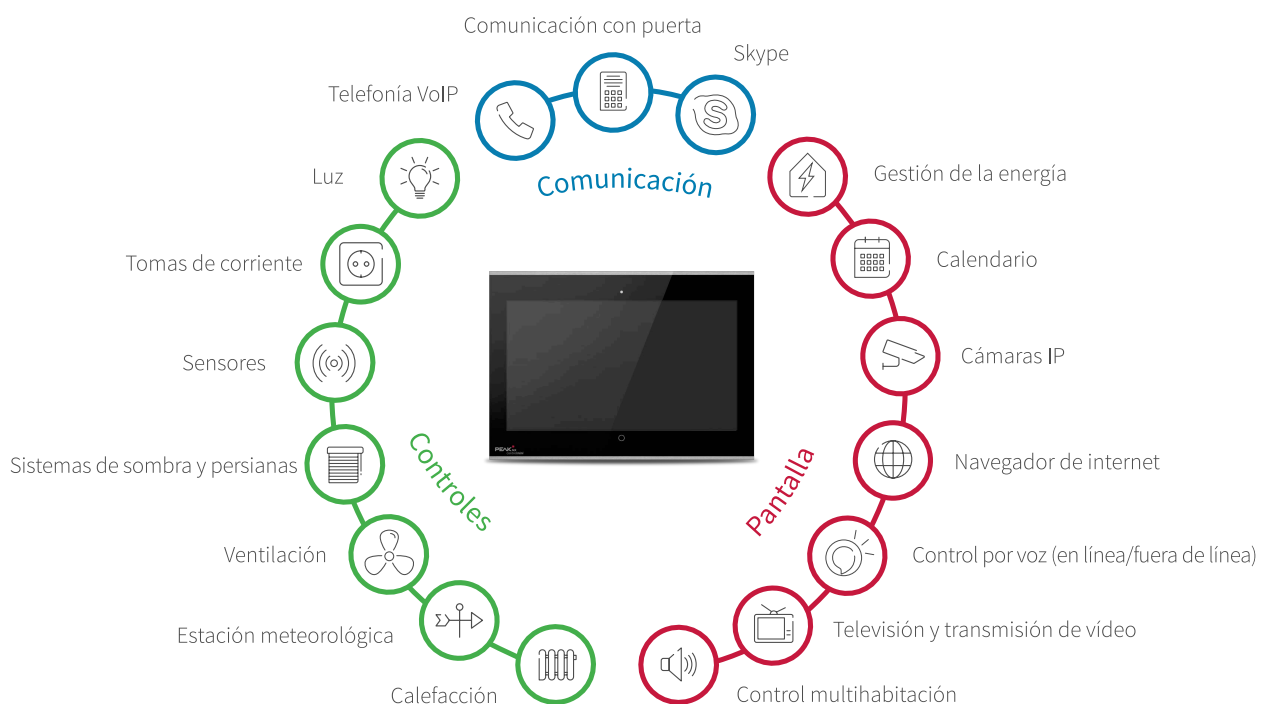 Comunicación con puerta
Skype
Telefonía VoIP
Comunicación
Luz
Tomas de corriente
Sensores
Sistemas de sombra y persianas
Ventilación
Estación meteorológica
Calefacción
Controles
Gestión de la energía
Calendario
Cámaras IP
Navegador de internet
Control por voz (en línea/fuera de línea)
Televisión y transmisión de vídeo
Control multihabitación
Pantalla
PEAK